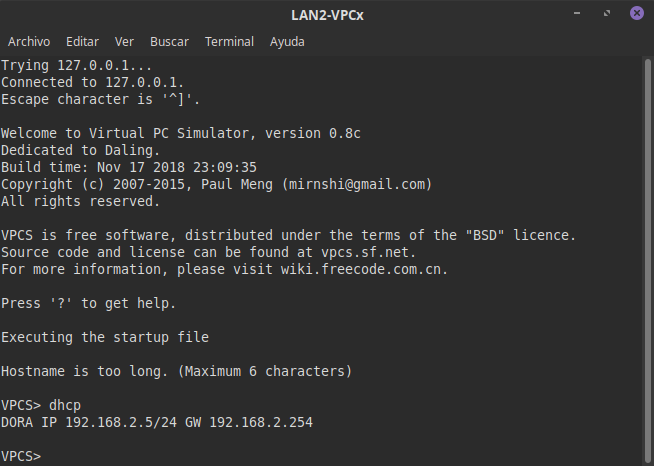 LAN2-VPCx
Archivo Editar Ver Buscar Terminal Ayuda
Trying 127.0.0.1...
Connected to 127.0.0.1.
Escape character is '^]'.
Welcome to Virtual PC Simulator, version 0.8c
Dedicated to Daling.
Build time: Nov 17 2018 23:09:35
Copyright (c) 2007-2015, Paul Meng (mirnshi@gmail.com)
All rights reserved.
VPCS is free software, distributed under the terms of the "BSD" licence.
Source code and license can be found at vpcs.sf.net.
For more information, please visit wiki.freecode.com.cn.
Press '?' to get help.
Executing the startup file
Hostname is too long. (Maximum 6 characters)
VPCS> dhcp
DORA IP 192.168.2.5/24 GW 192.168.2.254
VPCS>